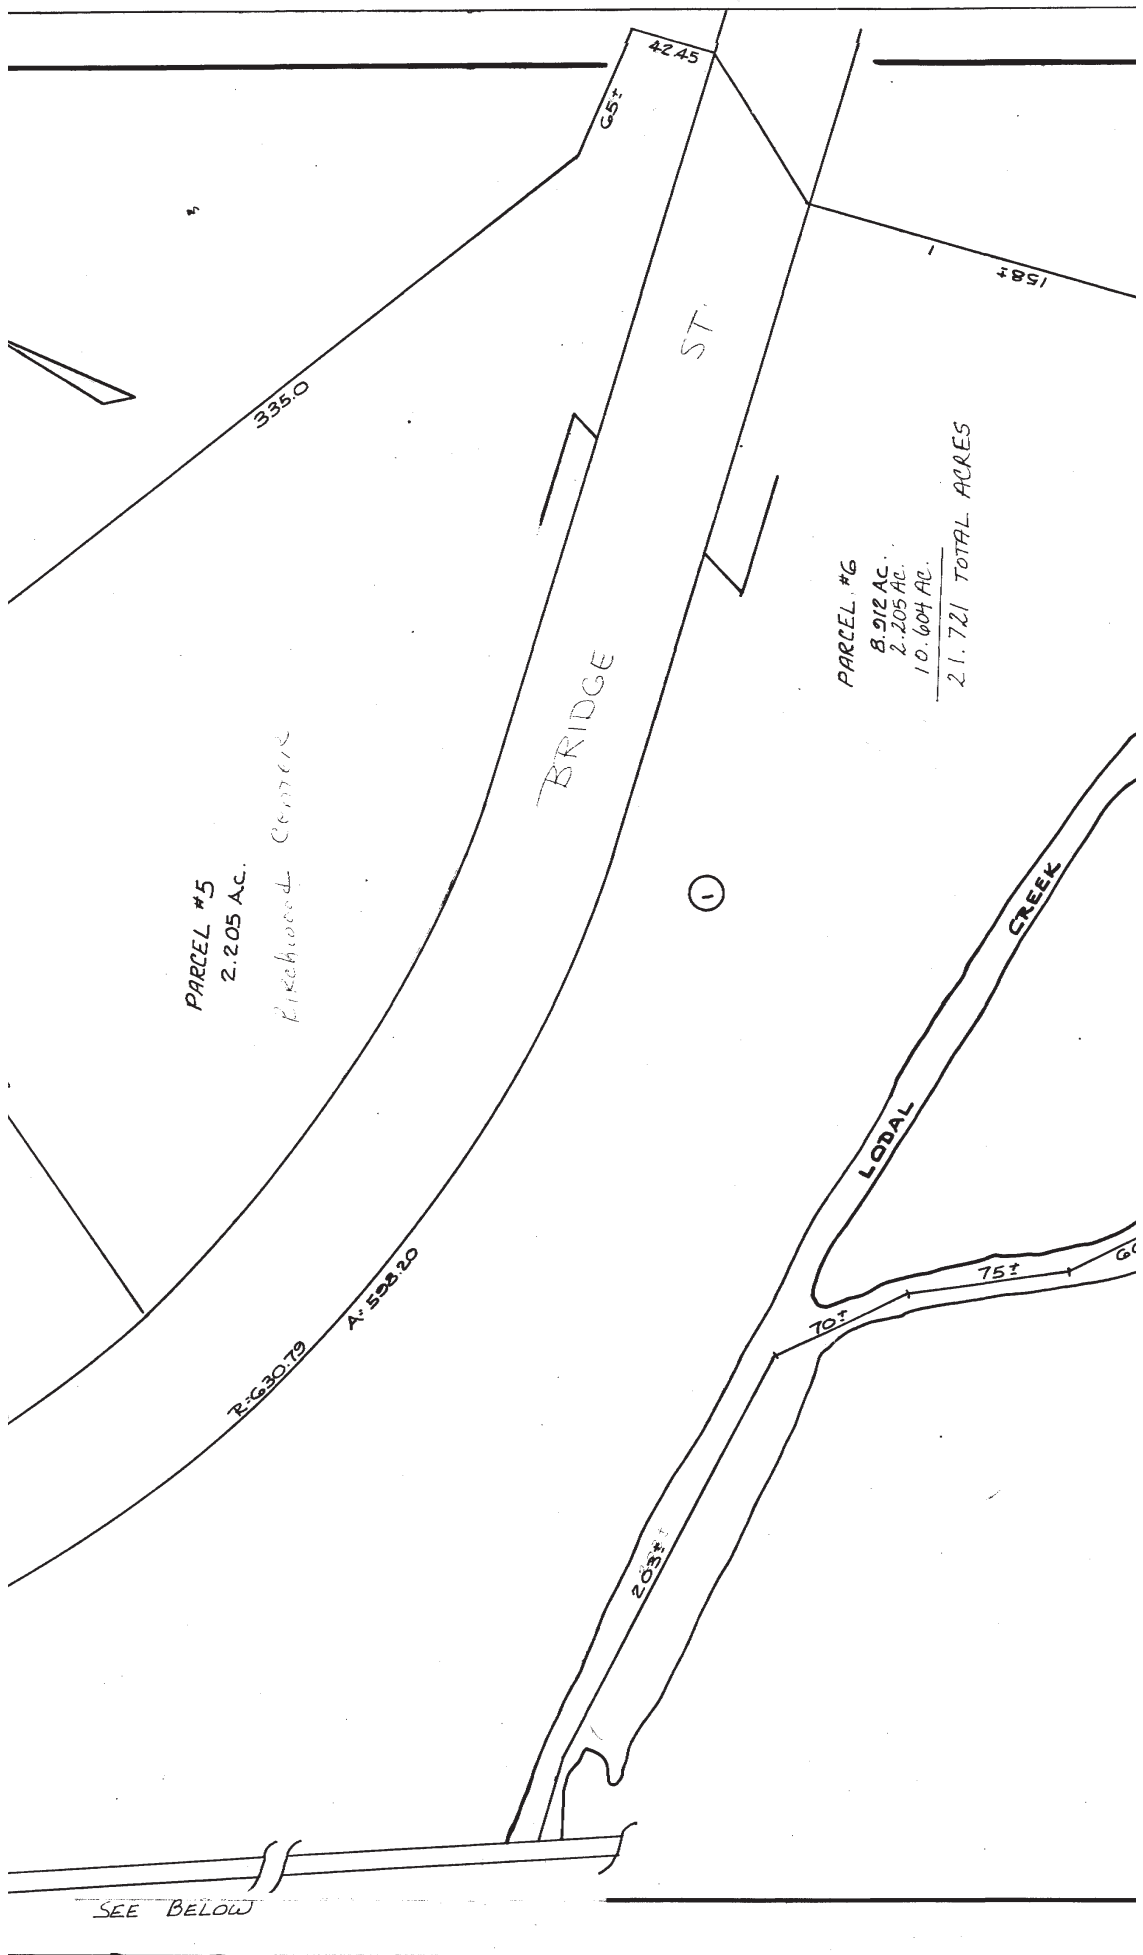 42.45
65±
158±
1
335.0
ST.
BRIDGE
PARCEL #6
8.912 AC.
2.205 AC.
10.604 AC.
21.721 TOTAL ACRES
PARCEL #5
2.205 AC.
1
LODAL CREEK
A=598.20
R=630.79
75±
70±
203±
SEE BELOW